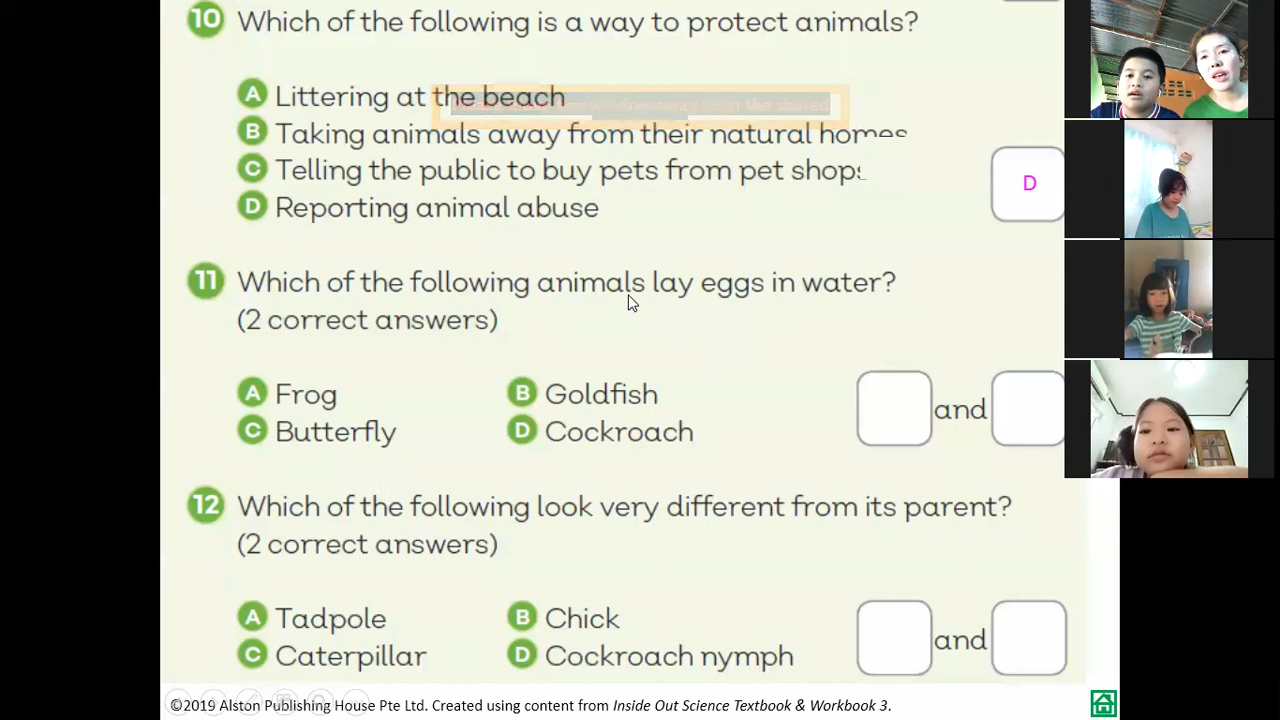 10 Which of the following is a way to protect animals?
A Littering at the beach
B Taking animals away from their natural homes
C Telling the public to buy pets from pet shops
D Reporting animal abuse
D
11 Which of the following animals lay eggs in water?
(2 correct answers)
A Frog B Goldfish
and
C Butterfly D Cockroach
12 Which of the following look very different from its parent?
(2 correct answers)
A Tadpole B Chick
and
C Caterpillar D Cockroach nymph
©2019 Alston Publishing House Pte Ltd. Created using content from Inside Out Science Textbook & Workbook 3.